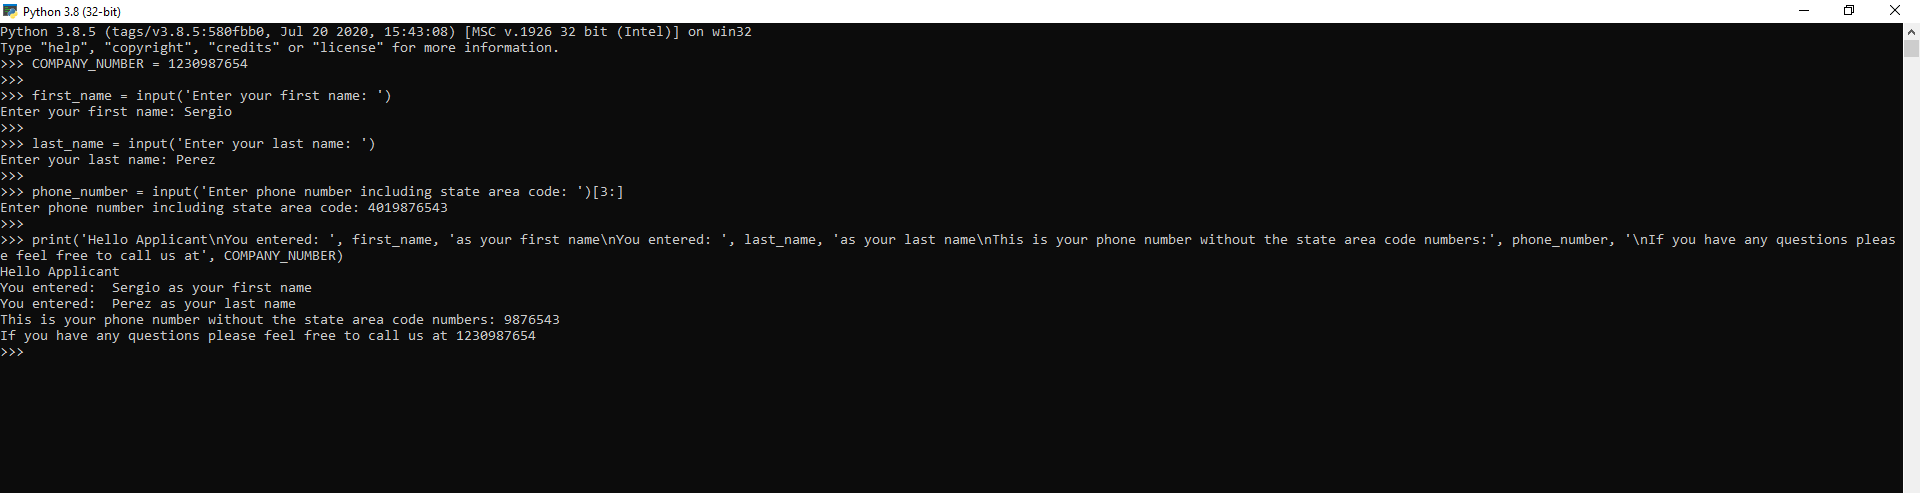 Python 3.8 (32-bit)
Python 3.8.5 (tags/v3.8.5:580fbb0, Jul 20 2020, 15:43:08) [MSC v.1926 32 bit (Intel)] on win32
Type "help", "copyright", "credits" or "license" for more information.
>>> COMPANY_NUMBER = 1230987654
>>>
>>> first_name = input('Enter your first name: ')
Enter your first name: Sergio
>>>
>>> last_name = input('Enter your last name: ')
Enter your last name: Perez
>>>
>>> phone_number = input('Enter phone number including state area code: ')[3:]
Enter phone number including state area code: 4019876543
>>>
>>> print('Hello Applicant\nYou entered: ', first_name, 'as your first name\nYou entered: ', last_name, 'as your last name\nThis is your phone number without the state area code numbers:', phone_number, '\nIf you have any questions pleas
e feel free to call us at', COMPANY_NUMBER)
Hello Applicant
You entered:  Sergio as your first name
You entered:  Perez as your last name
This is your phone number without the state area code numbers: 9876543
If you have any questions please feel free to call us at 1230987654
>>>